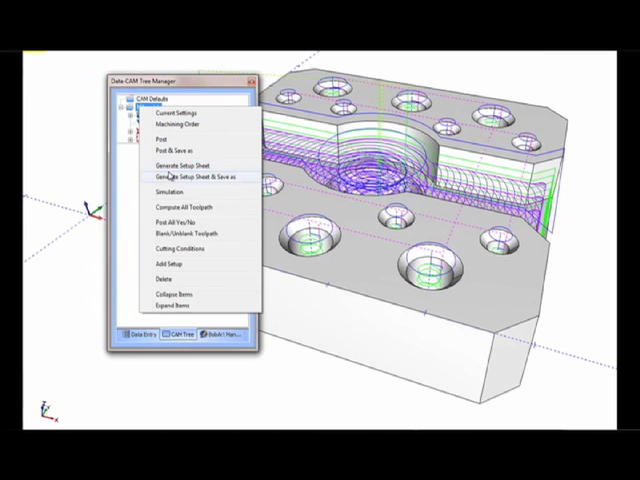 Data-CAM Tree Manager
CAM Defaults
Current Settings
Machining Order
Post
Post & Save as
Generate Setup Sheet
Generate Setup Sheet & Save as
Simulation
Compute All Toolpath
Post All Yes/No
Blank/Unblank Toolpath
Cutting Conditions
Add Setup
Delete
Collapse Items
Expand Items
Data Entry
CAM Tree
BobArt Man...